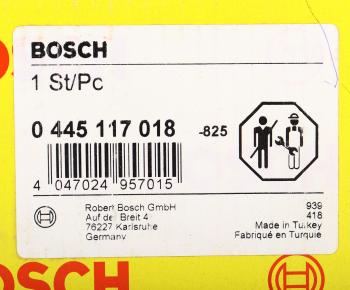 BOSCH
1 St/Pc
0 445 117 018 -825
4 047024 957015
Robert Bosch GmbH
Auf der Breit 4
76227 Karlsruhe
Germany
939
418
Made in Turkey
Fabriqué en Turquie
BOSCH